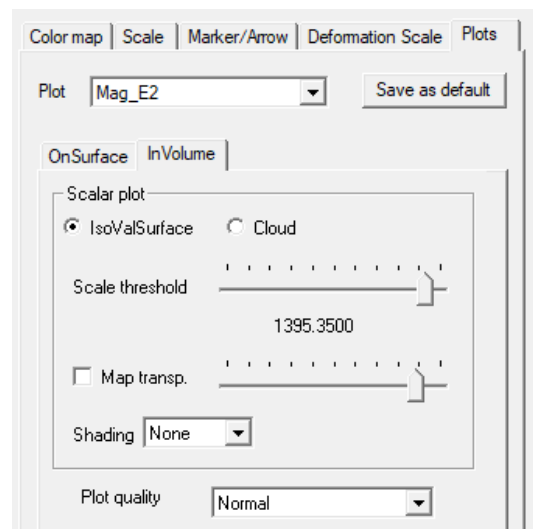 Color map Scale Marker/Arrow Deformation Scale Plots
Plot Mag_E2 Save as default
OnSurface InVolume
Scalar plot
IsoValSurface Cloud
Scale threshold
1395.3500
Map transp.
Shading None
Plot quality Normal